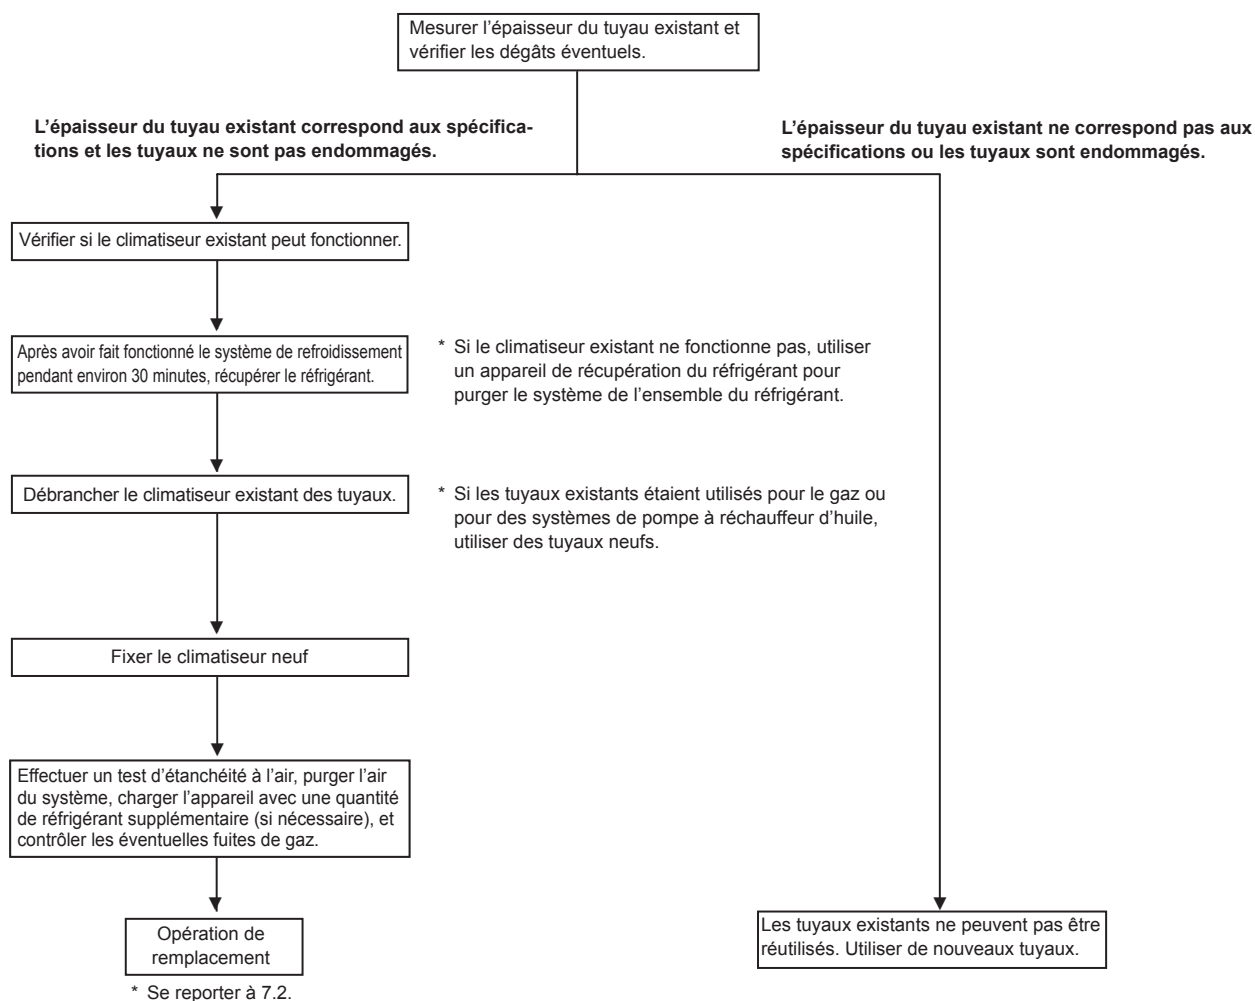 Mesurer l’épaisseur du tuyau existant et
vérifier les dégâts éventuels.
L’épaisseur du tuyau existant correspond aux spécifica-
tions et les tuyaux ne sont pas endommagés.
L’épaisseur du tuyau existant ne correspond pas aux
spécifications ou les tuyaux sont endommagés.
Vérifier si le climatiseur existant peut fonctionner.
Après avoir fait fonctionné le système de refroidissement
pendant environ 30 minutes, récupérer le réfrigérant.
* Si le climatiseur existant ne fonctionne pas, utiliser
un appareil de récupération du réfrigérant pour
purger le système de l’ensemble du réfrigérant.
Débrancher le climatiseur existant des tuyaux.
* Si les tuyaux existants étaient utilisés pour le gaz ou
pour des systèmes de pompe à réchauffeur d’huile,
utiliser des tuyaux neufs.
Fixer le climatiseur neuf
Effectuer un test d’étanchéité à l’air, purger l’air
du système, charger l’appareil avec une quantité
de réfrigérant supplémentaire (si nécessaire), et
contrôler les éventuelles fuites de gaz.
Opération de
remplacement
* Se reporter à 7.2.
Les tuyaux existants ne peuvent pas être
réutilisés. Utiliser de nouveaux tuyaux.